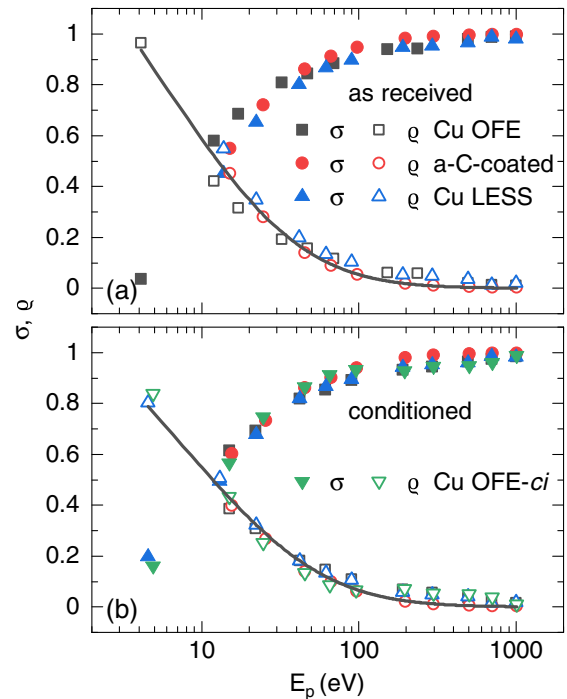 1
0.8
0.6
0.4
0.2
0
as received
σ ϱ Cu OFE
σ ϱ a-C-coated
σ ϱ Cu LESS
(a)
σ, ϱ
1
0.8
0.6
0.4
0.2
0
conditioned
σ ϱ Cu OFE-ci
(b)
10 100 1000
E_p (eV)